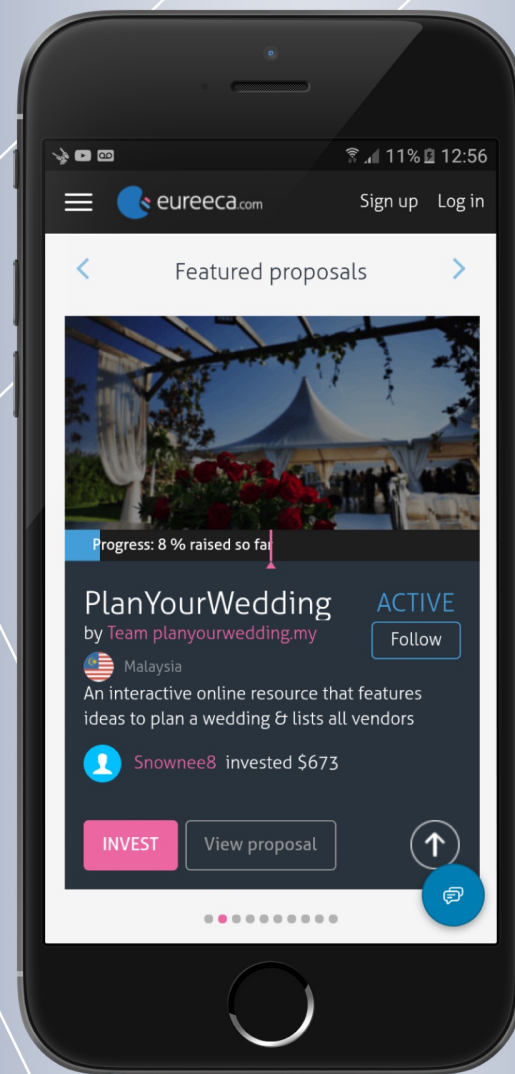 11% 12:56
eureeca.com Sign up Log in
Featured proposals
Progress: 8 % raised so far
PlanYourWedding ACTIVE
by Team planyourwedding.my Follow
Malaysia
An interactive online resource that features
ideas to plan a wedding & lists all vendors
Snownee8 invested $673
INVEST View proposal